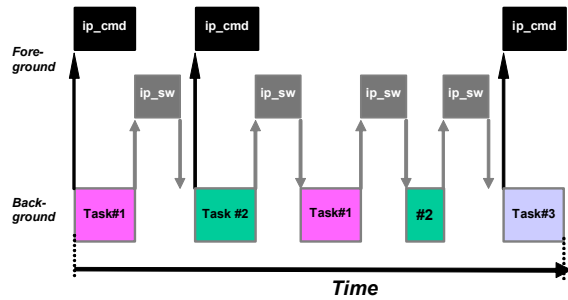 ip_cmd ip_cmd ip_cmd
Fore-
ground
ip_sw ip_sw ip_sw ip_sw
Back-
ground
Task#1 Task #2 Task#1 #2 Task#3
Time